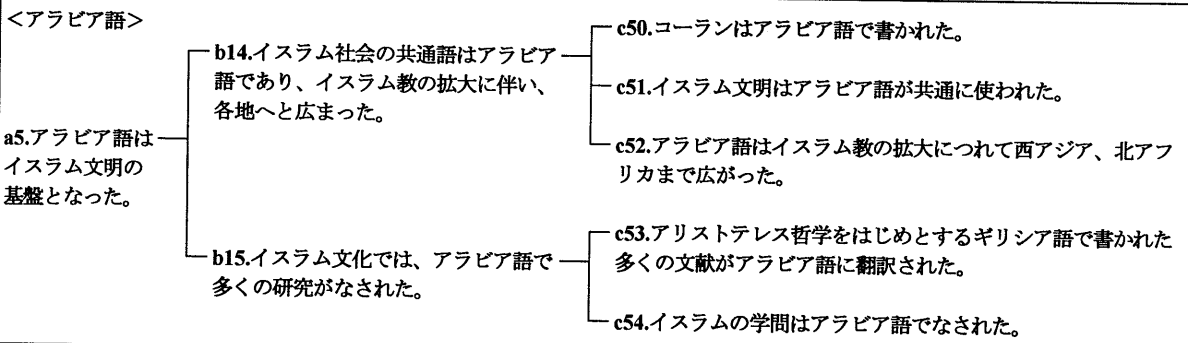 <アラビア語>
a5.アラビア語は
イスラム文明の
基盤となった。
b14.イスラム社会の共通語はアラビア
語であり、イスラム教の拡大に伴い、
各地へと広まった。
c50.コーランはアラビア語で書かれた。
c51.イスラム文明はアラビア語が共通に使われた。
c52.アラビア語はイスラム教の拡大につれて西アジア、北アフ
リカまで広がった。
b15.イスラム文化では、アラビア語で
多くの研究がなされた。
c53.アリストテレス哲学をはじめとするギリシア語で書かれた
多くの文献がアラビア語に翻訳された。
c54.イスラムの学問はアラビア語でなされた。